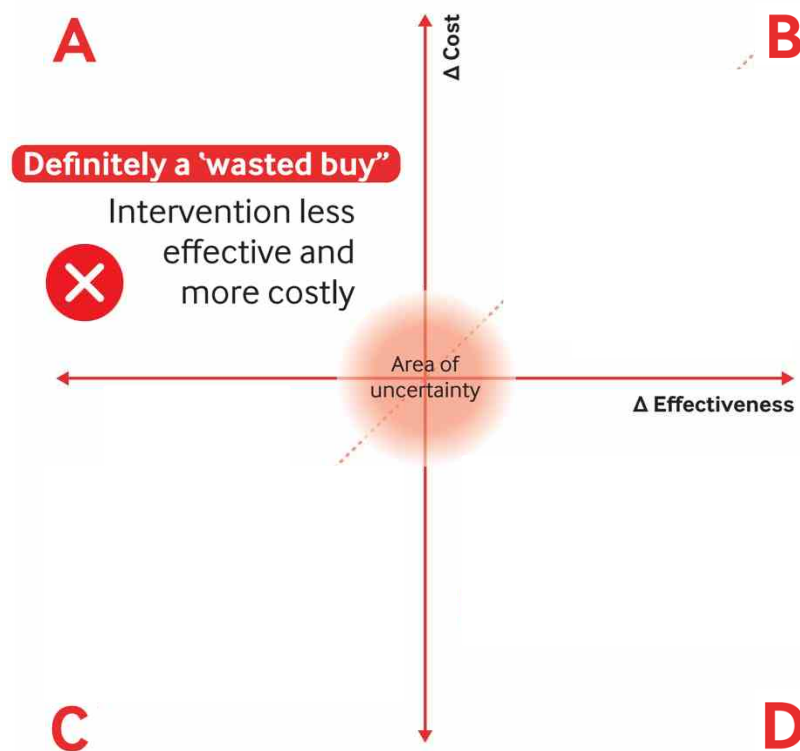 A
B
Δ Cost
Definitely a ‘wasted buy”
Intervention less
effective and
more costly
Area of
uncertainty
Δ Effectiveness
C
D